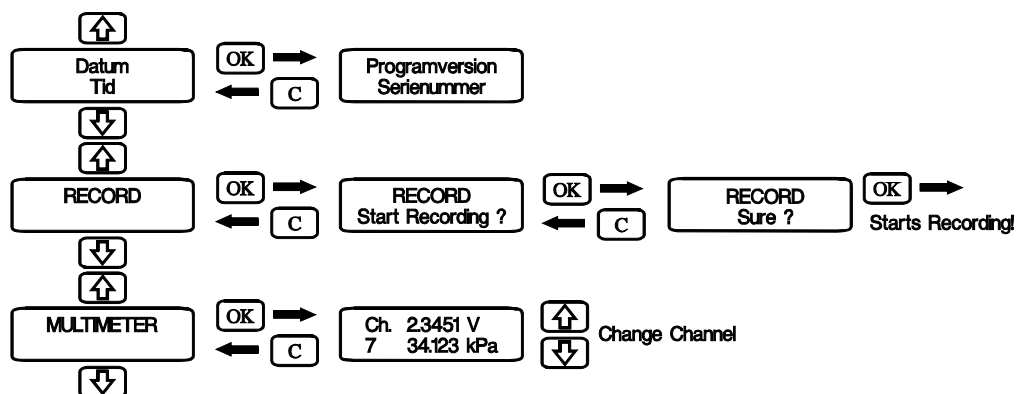 Datum
Tid
OK
C
Programversion
Serienummer
RECORD
OK
C
RECORD
Start Recording ?
OK
C
RECORD
Sure ?
OK
Starts Recording!
MULTIMETER
OK
C
Ch. 2.3451 V
7 34.123 kPa
Change Channel